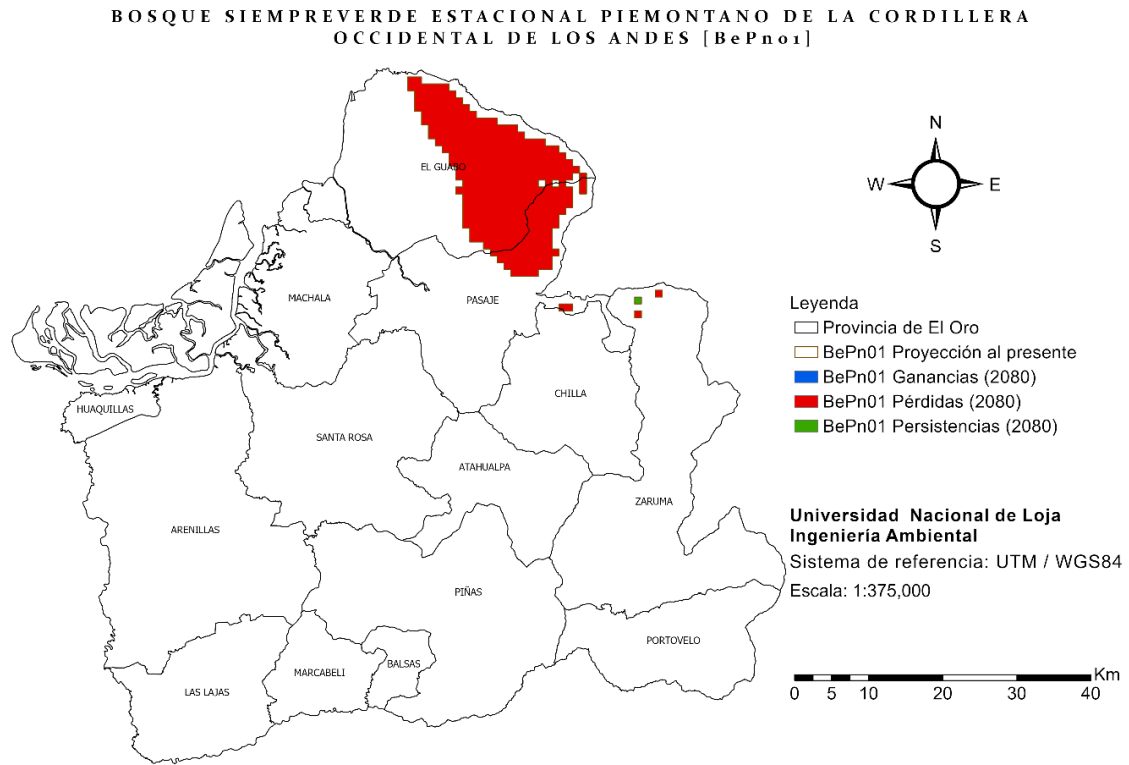 BOSQUE SIEMPREVERDE ESTACIONAL PIEMONTANO DE LA CORDILLERA
OCCIDENTAL DE LOS ANDES [BePn01]
N
W
E
S
EL GUABO
MACHALA
PASAJE
HUAQUILLAS
CHILLA
SANTA ROSA
ATAHUALPA
ZARUMA
ARENILLAS
PIÑAS
PORTOVELO
BALSAS
MARCABELI
LAS LAJAS
Leyenda
Provincia de El Oro
BePn01 Proyección al presente
BePn01 Ganancias (2080)
BePn01 Pérdidas (2080)
BePn01 Persistencias (2080)
Universidad Nacional de Loja
Ingeniería Ambiental
Sistema de referencia: UTM / WGS84
Escala: 1:375,000
Km
0 5 10 20 30 40